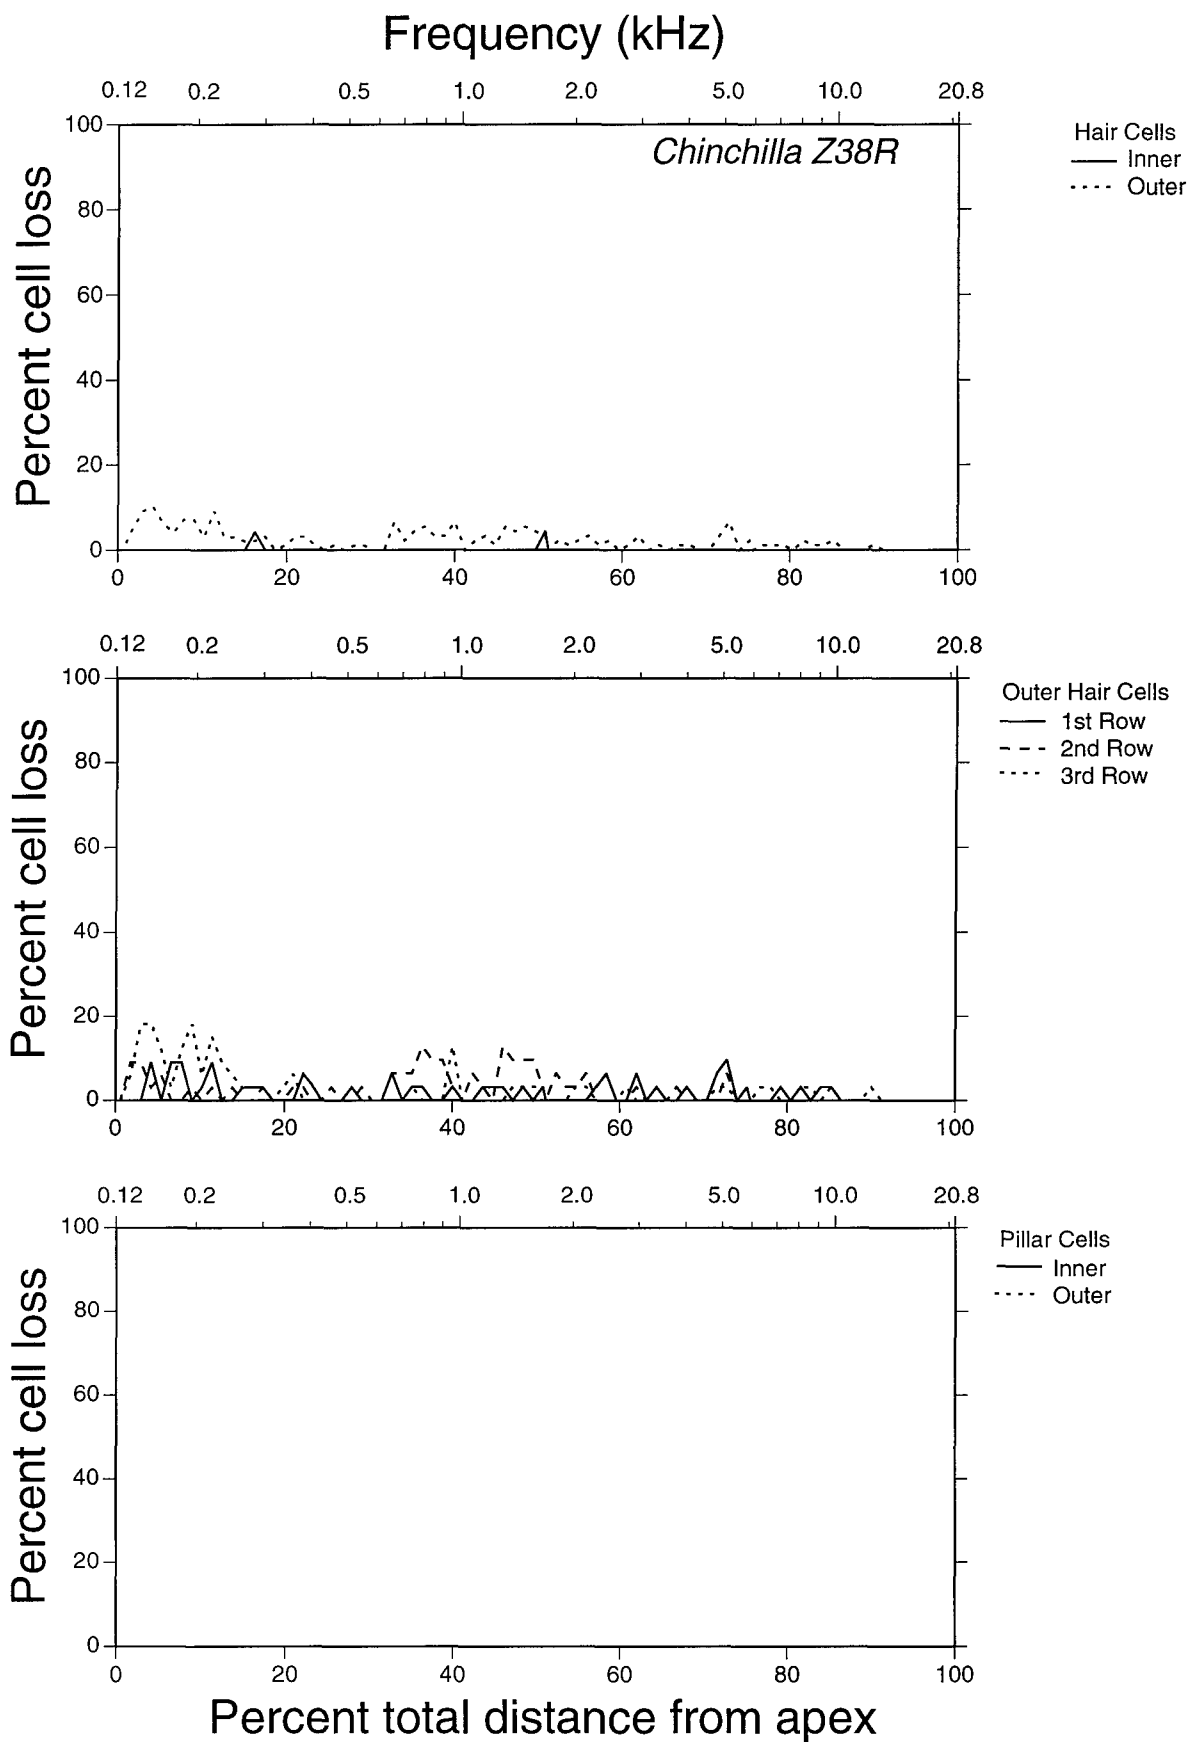 Frequency (kHz)
0.12 0.2 0.5 1.0 2.0 5.0 10.0 20.8
Chinchilla Z38R
Hair Cells
Inner
Outer
Percent cell loss
100
80
60
40
20
0
0 20 40 60 80 100
0.12 0.2 0.5 1.0 2.0 5.0 10.0 20.8
Outer Hair Cells
1st Row
2nd Row
3rd Row
Percent cell loss
100
80
60
40
20
0
0 20 40 60 80 100
0.12 0.2 0.5 1.0 2.0 5.0 10.0 20.8
Pillar Cells
Inner
Outer
Percent cell loss
100
80
60
40
20
0
0 20 40 60 80 100
Percent total distance from apex